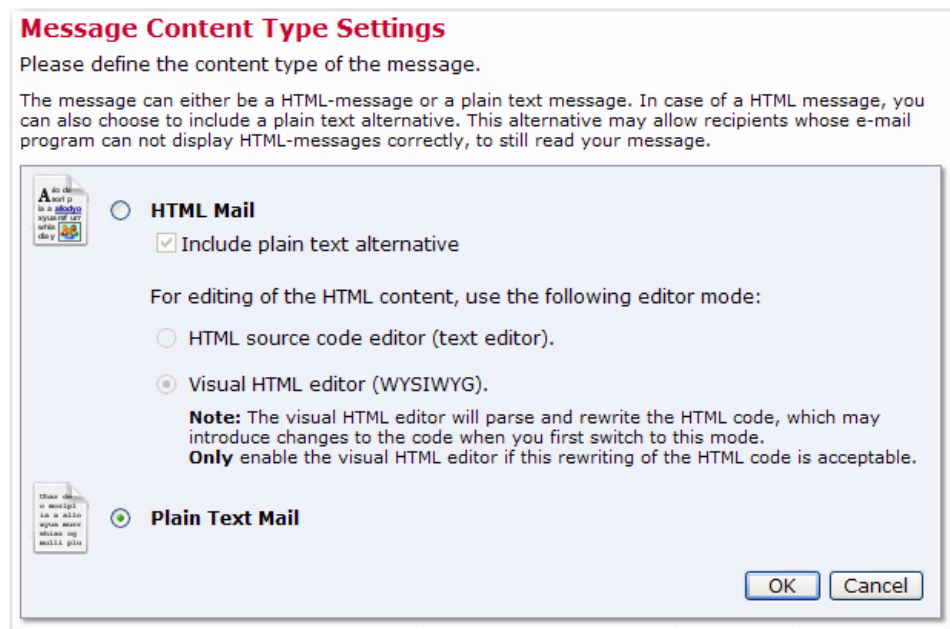 Message Content Type Settings
Please define the content type of the message.
The message can either be a HTML-message or a plain text message. In case of a HTML message, you
can also choose to include a plain text alternative. This alternative may allow recipients whose e-mail
program can not display HTML-messages correctly, to still read your message.
HTML Mail
Include plain text alternative
For editing of the HTML content, use the following editor mode:
HTML source code editor (text editor).
Visual HTML editor (WYSIWYG).
Note: The visual HTML editor will parse and rewrite the HTML code, which may
introduce changes to the code when you first switch to this mode.
Only enable the visual HTML editor if this rewriting of the HTML code is acceptable.
Plain Text Mail
OK Cancel